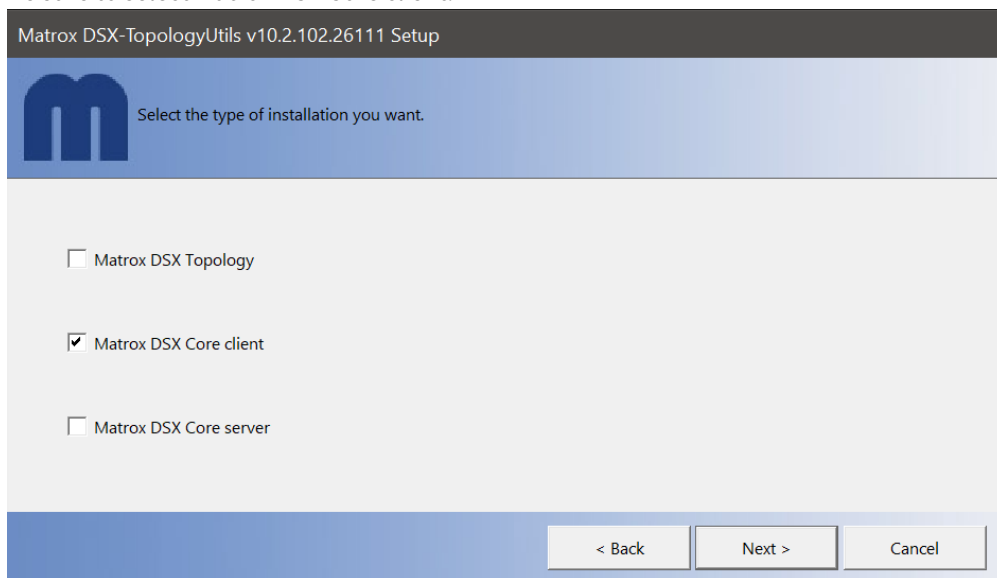 Matrox DSX-TopologyUtils v10.2.102.26111 Setup
Select the type of installation you want.
Matrox DSX Topology
Matrox DSX Core client
Matrox DSX Core server
< Back Next > Cancel